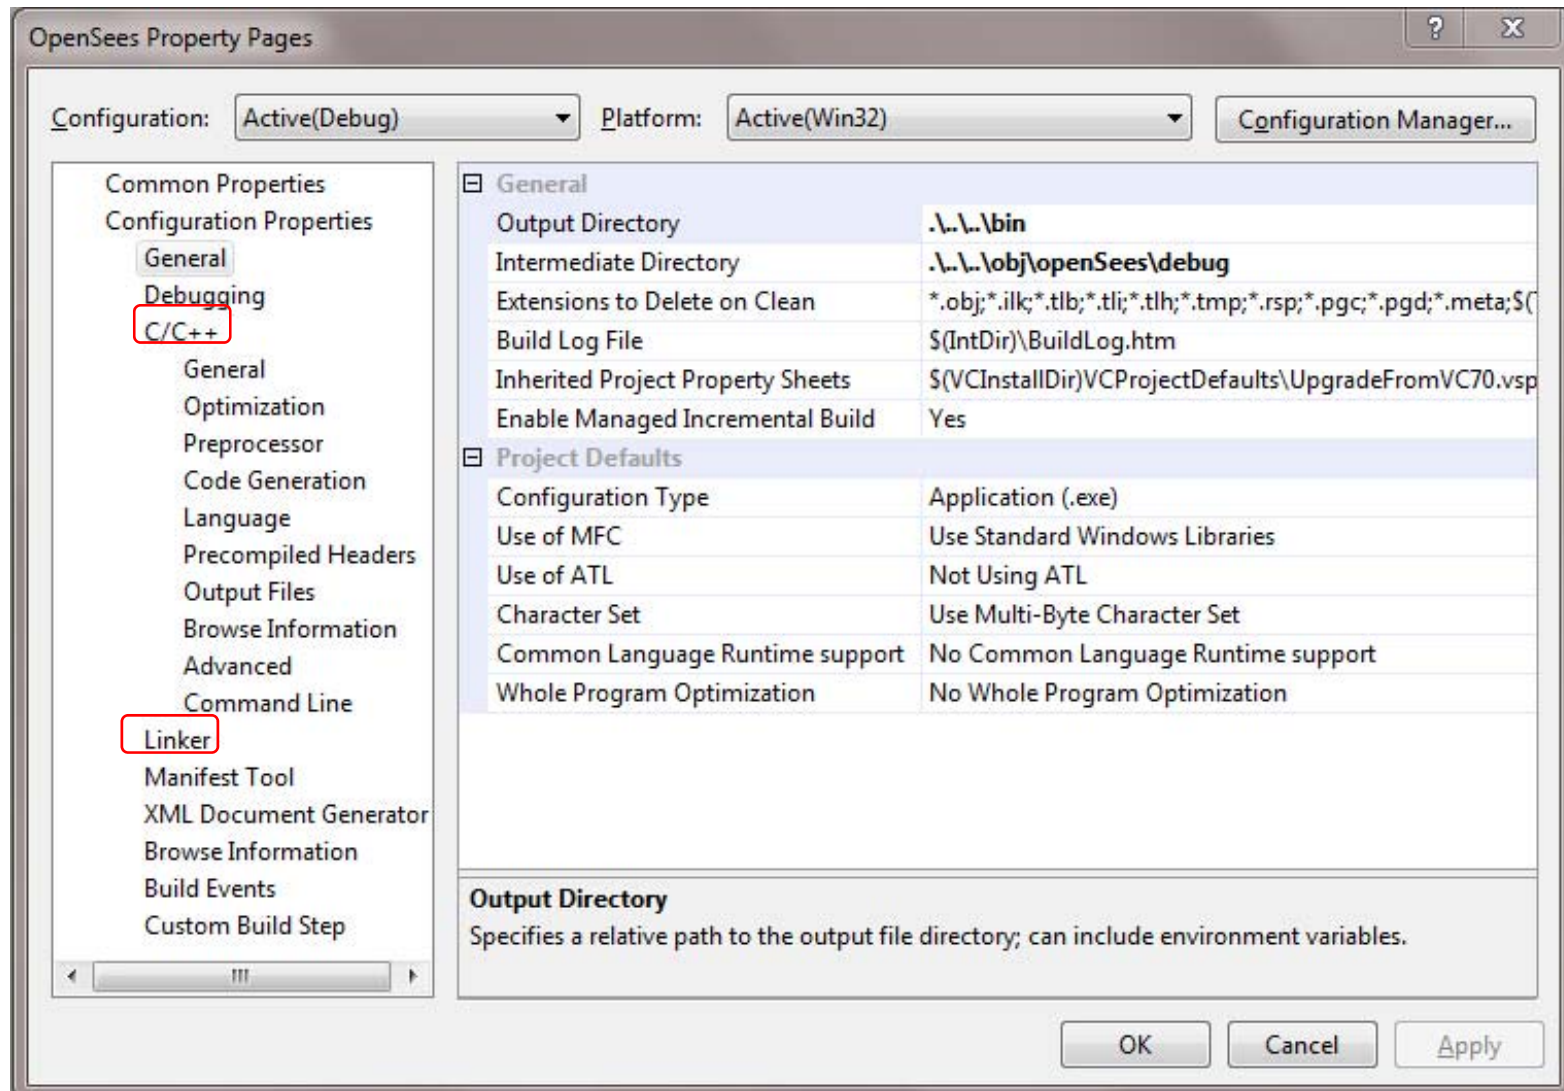 OpenSees Property Pages
Configuration: Active(Debug) Platform: Active(Win32) Configuration Manager...
Common Properties
Configuration Properties
General
Debugging
C/C++
General
Optimization
Preprocessor
Code Generation
Language
Precompiled Headers
Output Files
Browse Information
Advanced
Command Line
Linker
Manifest Tool
XML Document Generator
Browse Information
Build Events
Custom Build Step
General
Output Directory .\..\..\bin
Intermediate Directory .\..\..\obj\openSees\debug
Extensions to Delete on Clean *.obj;*.ilk;*.tlb;*.tli;*.tlh;*.tmp;*.rsp;*.pgc;*.pgd;*.meta;$(
Build Log File $(IntDir)\BuildLog.htm
Inherited Project Property Sheets $(VCInstallDir)VCProjectDefaults\UpgradeFromVC70.vsp
Enable Managed Incremental Build Yes
Project Defaults
Configuration Type Application (.exe)
Use of MFC Use Standard Windows Libraries
Use of ATL Not Using ATL
Character Set Use Multi-Byte Character Set
Common Language Runtime support No Common Language Runtime support
Whole Program Optimization No Whole Program Optimization
Output Directory
Specifies a relative path to the output file directory; can include environment variables.
OK Cancel Apply